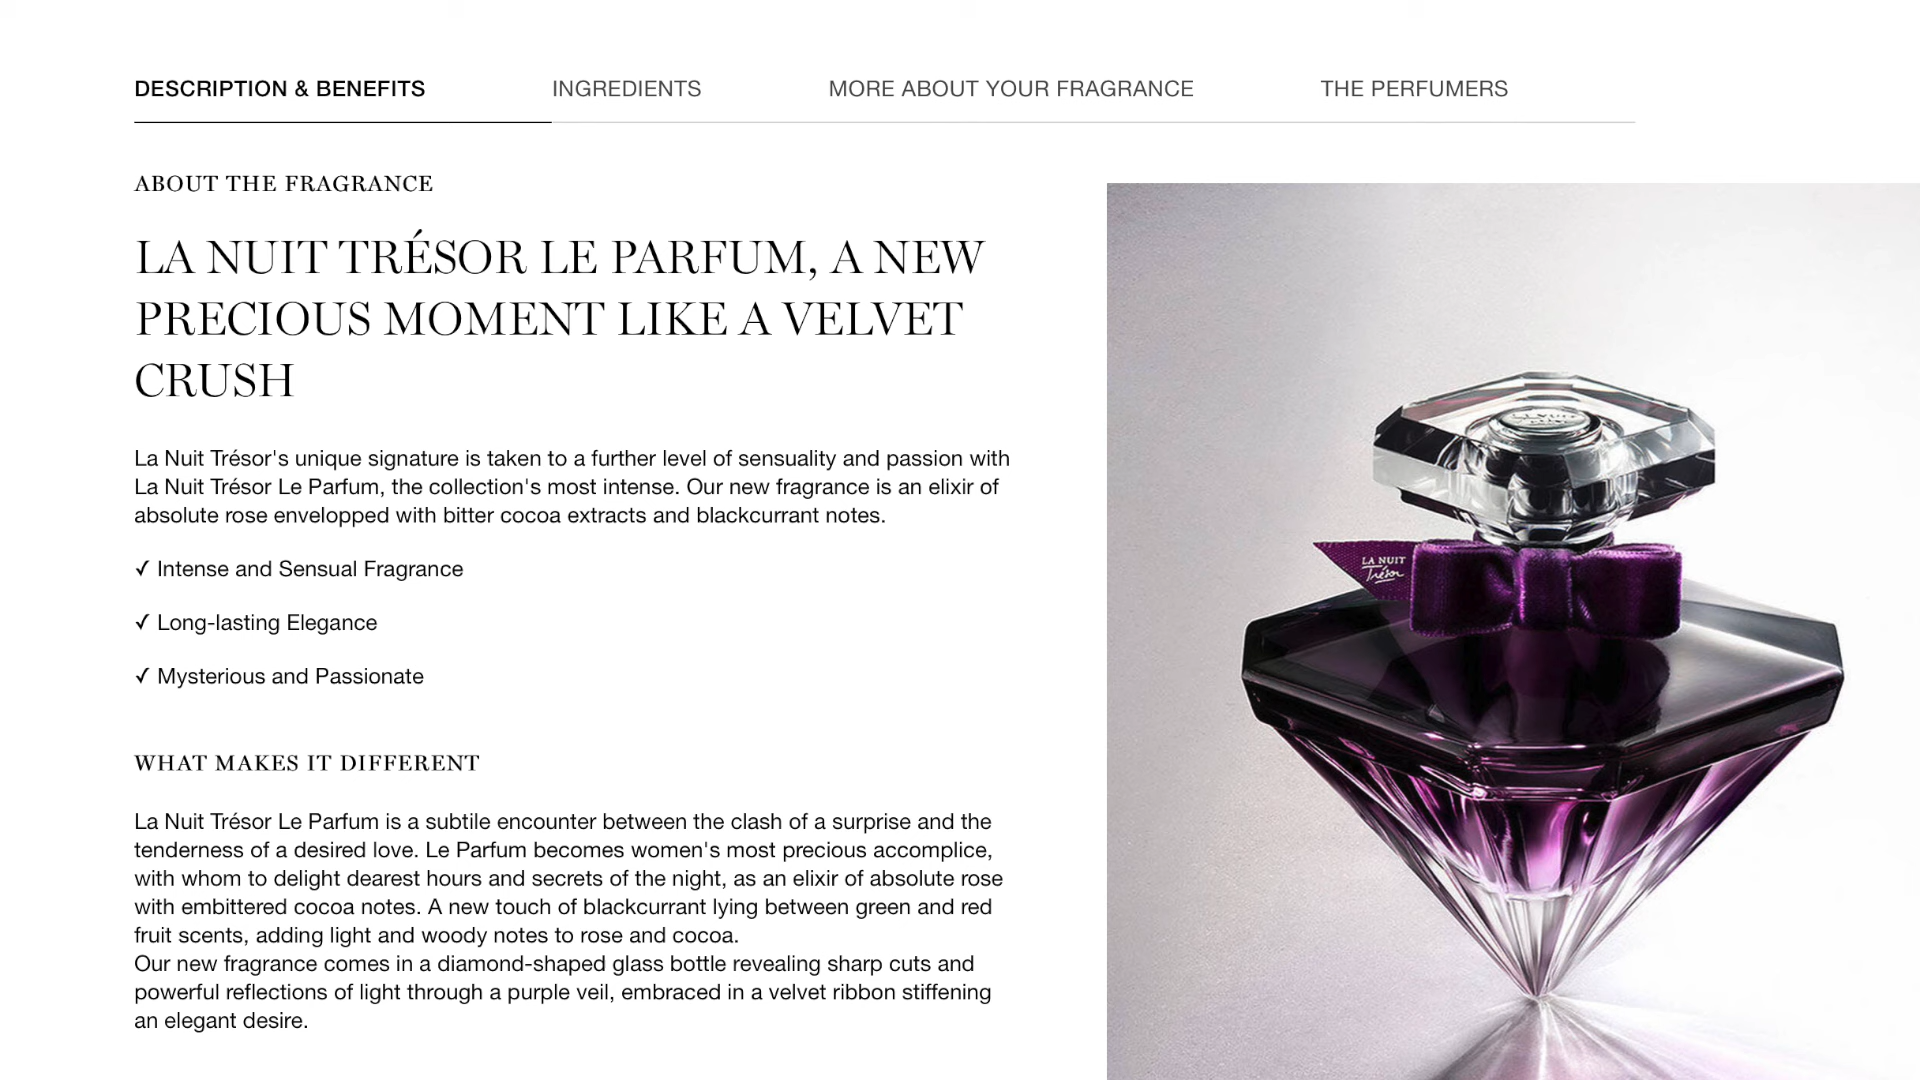 DESCRIPTION & BENEFITS
INGREDIENTS
MORE ABOUT YOUR FRAGRANCE
THE PERFUMERS
ABOUT THE FRAGRANCE
LA NUIT TRÉSOR LE PARFUM, A NEW
PRECIOUS MOMENT LIKE A VELVET
CRUSH
La Nuit Trésor's unique signature is taken to a further level of sensuality and passion with
La Nuit Trésor Le Parfum, the collection's most intense. Our new fragrance is an elixir of
absolute rose envelopped with bitter cocoa extracts and blackcurrant notes.
✓ Intense and Sensual Fragrance
✓ Long-lasting Elegance
✓ Mysterious and Passionate
WHAT MAKES IT DIFFERENT
La Nuit Trésor Le Parfum is a subtile encounter between the clash of a surprise and the
tenderness of a desired love. Le Parfum becomes women's most precious accomplice,
with whom to delight dearest hours and secrets of the night, as an elixir of absolute rose
with embittered cocoa notes. A new touch of blackcurrant lying between green and red
fruit scents, adding light and woody notes to rose and cocoa.
Our new fragrance comes in a diamond-shaped glass bottle revealing sharp cuts and
powerful reflections of light through a purple veil, embraced in a velvet ribbon stiffening
an elegant desire.
LA NUIT
Trésor